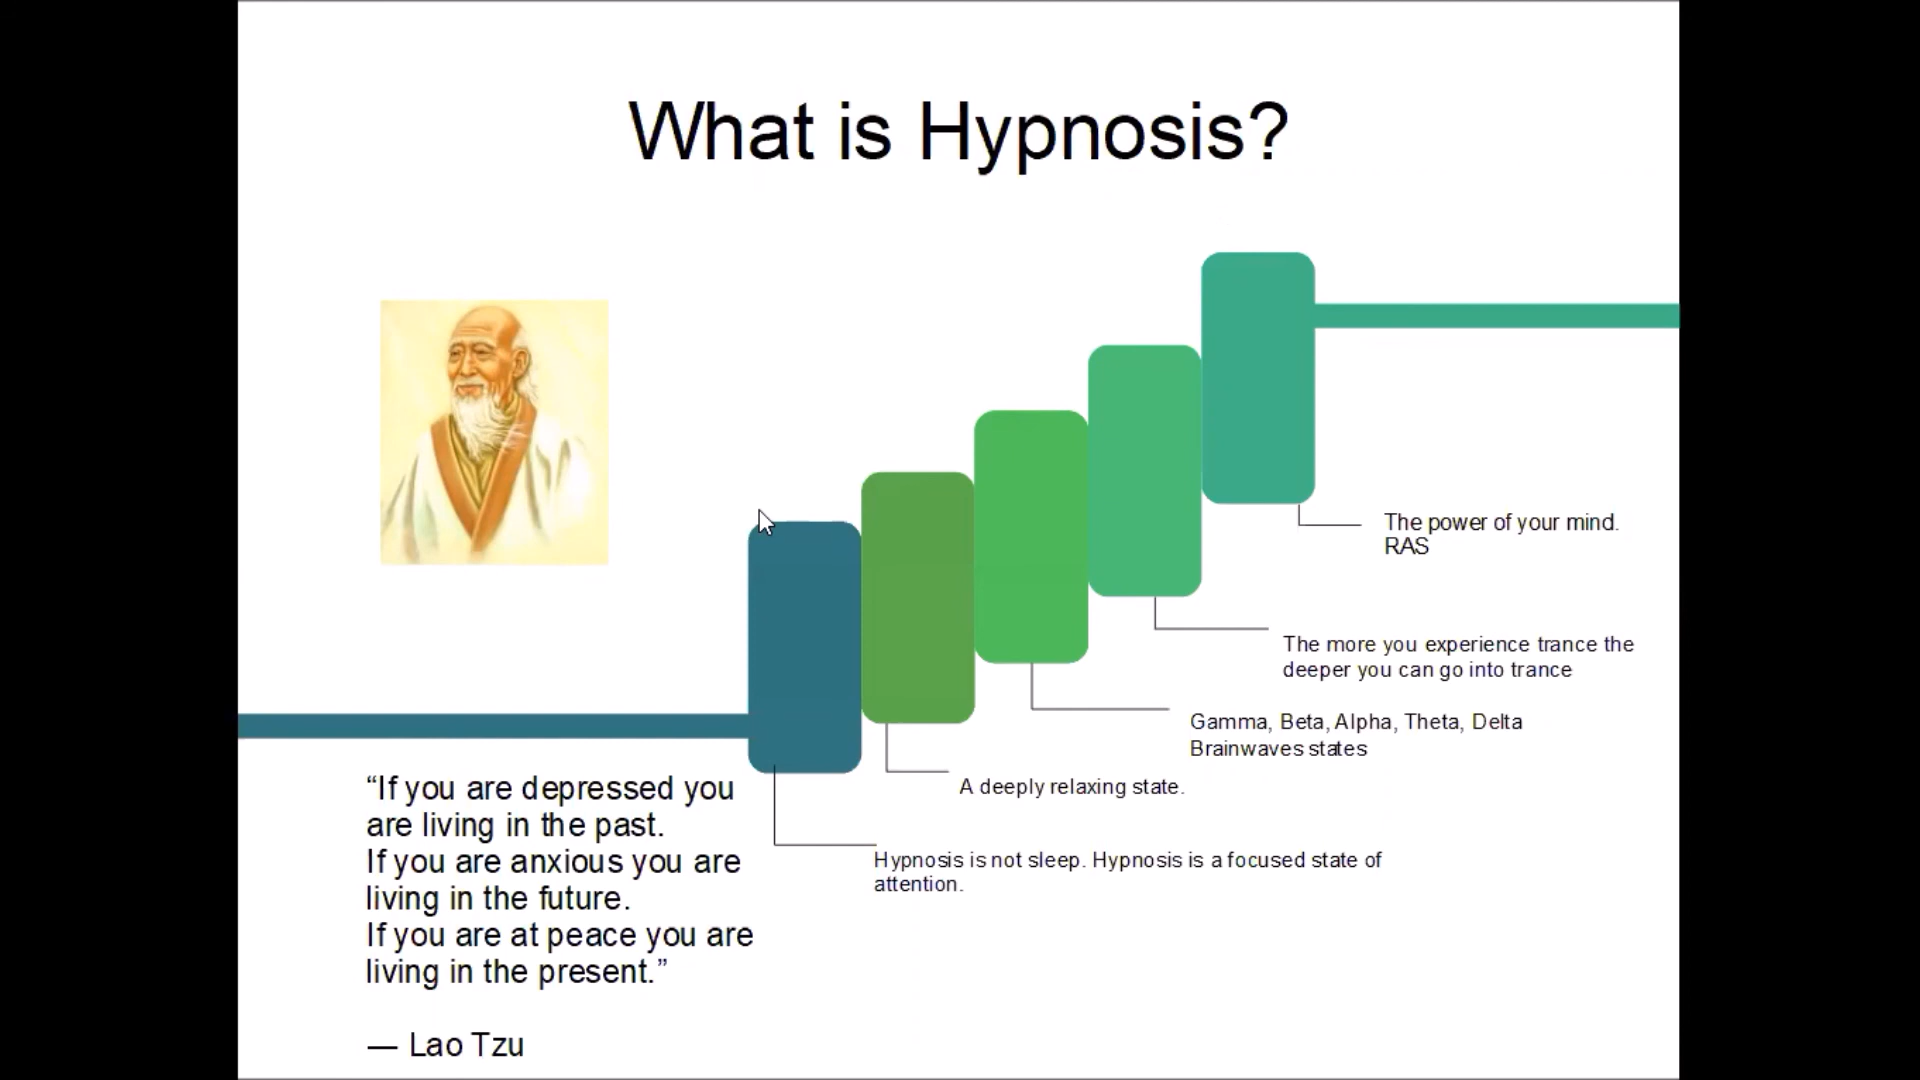 What is Hypnosis?
The power of your mind.
RAS
The more you experience trance the
deeper you can go into trance
Gamma, Beta, Alpha, Theta, Delta
Brainwaves states
A deeply relaxing state.
Hypnosis is not sleep. Hypnosis is a focused state of
attention.
“If you are depressed you
are living in the past.
If you are anxious you are
living in the future.
If you are at peace you are
living in the present.”
— Lao Tzu